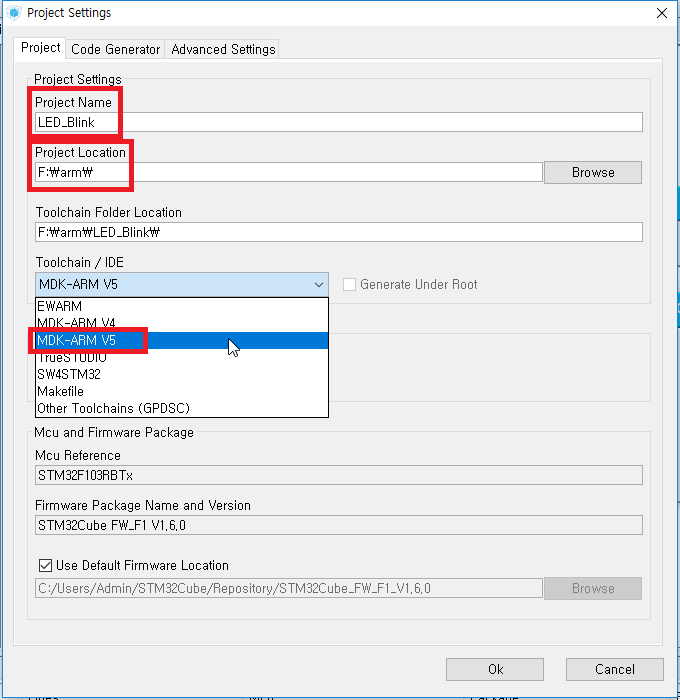 Project Settings
Project Code Generator Advanced Settings
Project Settings
Project Name
LED_Blink
Project Location
F:₩arm₩
Browse
Toolchain Folder Location
F:₩arm₩LED_Blink₩
Toolchain / IDE
MDK-ARM V5
Generate Under Root
EWARM
MDK-ARM V4
MDK-ARM V5
TrueSTUDIO
SW4STM32
Makefile
Other Toolchains (GPDSC)
Mcu and Firmware Package
Mcu Reference
STM32F103RBTx
Firmware Package Name and Version
STM32Cube FW_F1 V1.6.0
Use Default Firmware Location
C:/Users/Admin/STM32Cube/Repository/STM32Cube_FW_F1_V1.6.0
Browse
Ok Cancel